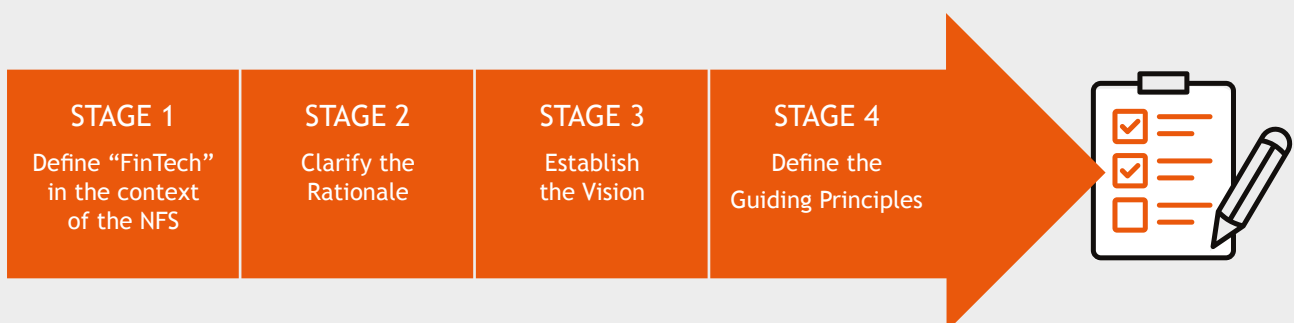 STAGE 1
Define “FinTech”
in the context
of the NFS
STAGE 2
Clarify the
Rationale
STAGE 3
Establish
the Vision
STAGE 4
Define the
Guiding Principles